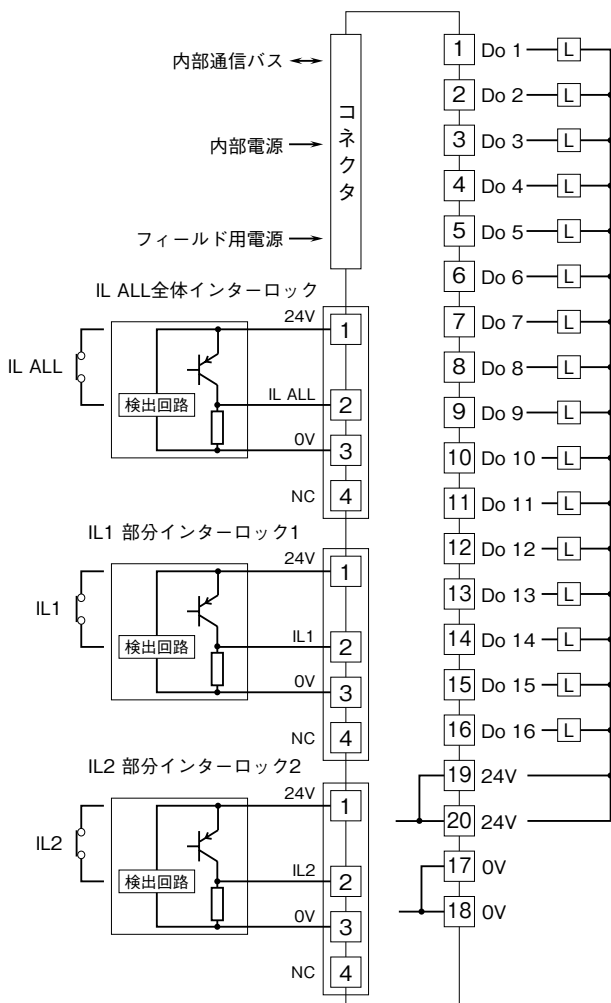 内部通信バス
内部電源
フィールド用電源
コネクタ
IL ALL全体インターロック
24V
1
IL ALL
検出回路
IL ALL
2
0V
3
NC
4
IL1 部分インターロック1
24V
1
IL1
検出回路
IL1
2
0V
3
NC
4
IL2 部分インターロック2
24V
1
IL2
検出回路
IL2
2
0V
3
NC
4
1 Do 1 L
2 Do 2 L
3 Do 3 L
4 Do 4 L
5 Do 5 L
6 Do 6 L
7 Do 7 L
8 Do 8 L
9 Do 9 L
10 Do 10 L
11 Do 11 L
12 Do 12 L
13 Do 13 L
14 Do 14 L
15 Do 15 L
16 Do 16 L
19 24V
20 24V
17 0V
18 0V